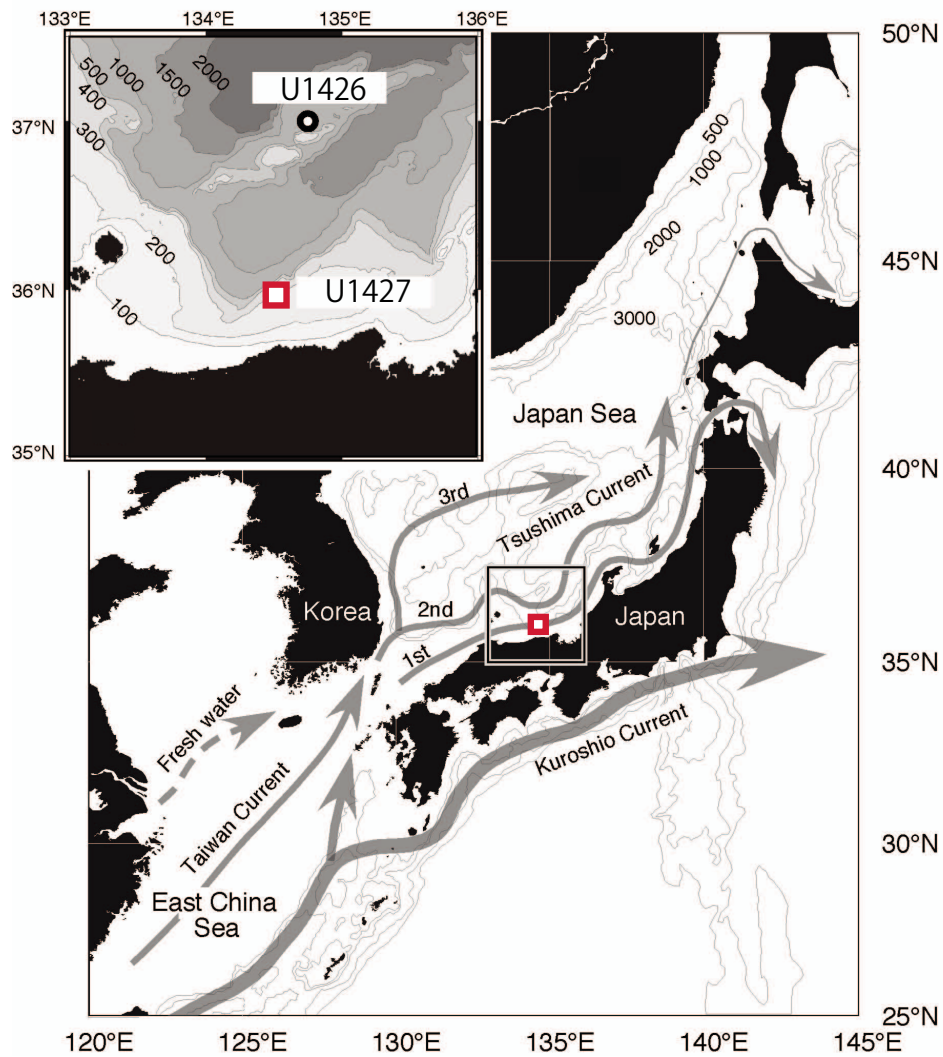 133°E
134°E
135°E
136°E
500
1000
1500
2000
400
300
200
100
U1426
U1427
37°N
36°N
35°N
50°N
45°N
40°N
35°N
30°N
25°N
500
1000
2000
3000
Japan Sea
3rd
Tsushima Current
Korea
2nd
1st
Japan
Fresh water
Taiwan Current
Kuroshio Current
East China
Sea
120°E
125°E
130°E
135°E
140°E
145°E